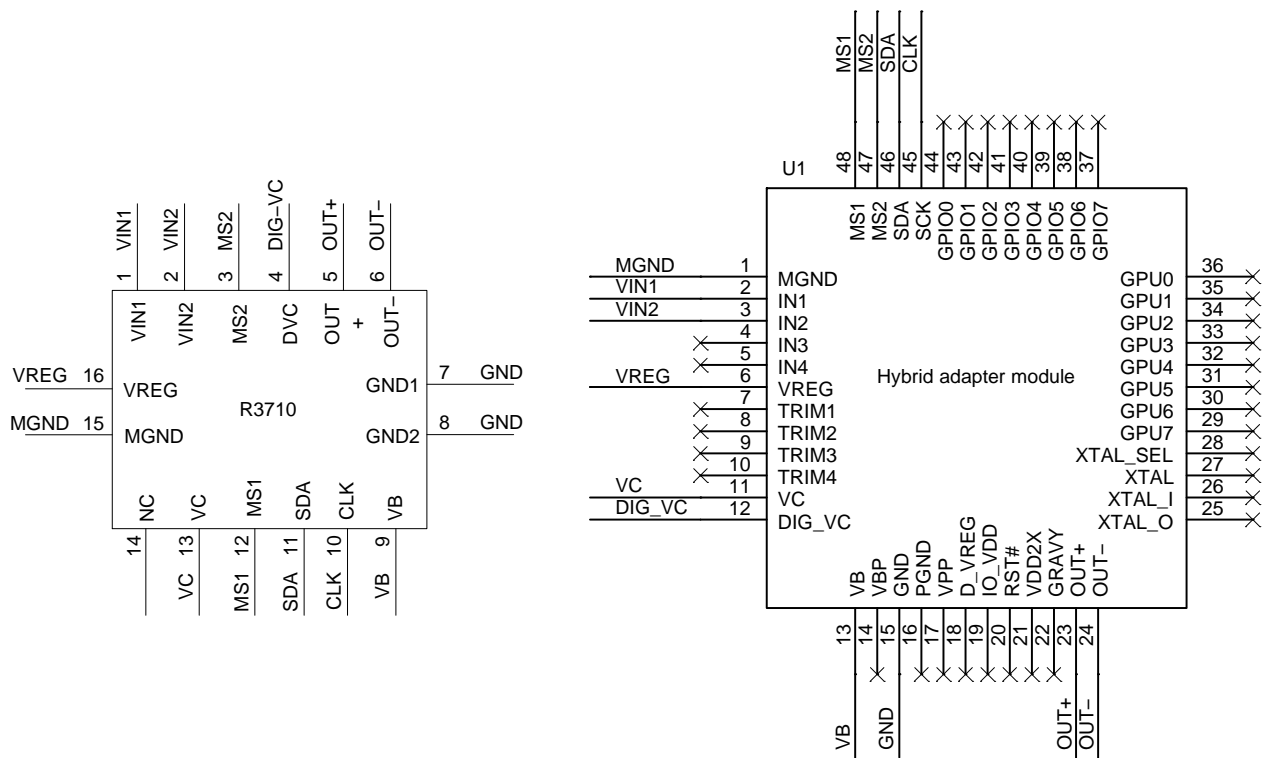 MS1
MS2
SDA
CLK
U1
48
47
46
45
44
43
42
41
40
39
38
37
MS1
MS2
SDA
SCK
GPIO0
GPIO1
GPIO2
GPIO3
GPIO4
GPIO5
GPIO6
GPIO7
VIN1
VIN2
MS2
DIG−VC
OUT+
OUT−
1
2
3
4
5
6
VIN1
VIN2
MS2
DVC
OUT
+
OUT−
VREG 16
VREG
MGND 15
MGND
R3710
GND1
7 GND
GND2
8 GND
NC
VC
MS1
SDA
CLK
VB
14
13
12
11
10
9
VC
MS1
SDA
CLK
VB
MGND 1 MGND
VIN1 2 IN1
VIN2 3 IN2
4 IN3
5 IN4
VREG 6 VREG
7 TRIM1
8 TRIM2
9 TRIM3
10 TRIM4
VC 11 VC
DIG_VC 12 DIG_VC
Hybrid adapter module
GPU0 36
GPU1 35
GPU2 34
GPU3 33
GPU4 32
GPU5 31
GPU6 30
GPU7 29
XTAL_SEL 28
XTAL 27
XTAL_I 26
XTAL_O 25
VB
VBP
GND
PGND
VPP
D_VREG
IO_VDD
RST#
VDD2X
GRAVY
OUT+
OUT−
13
14
15
16
17
18
19
20
21
22
23
24
VB
GND
OUT+
OUT−